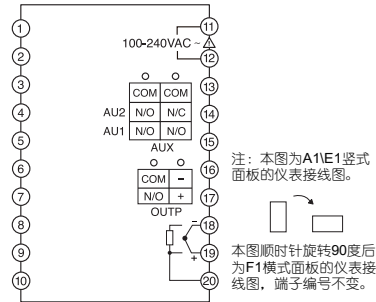 1
2
3
4
5
6
7
8
9
10
11
100-240VAC ~
12
13
COM COM
AU2 N/O N/C
14
AU1 N/O N/O
AUX
15
16
COM −
N/O +
17
OUTP
18
−
19
+
20
注：本图为A1\E1竖式
面板的仪表接线图。
本图顺时针旋转90度后
为F1横式面板的仪表接
线图，端子编号不变。